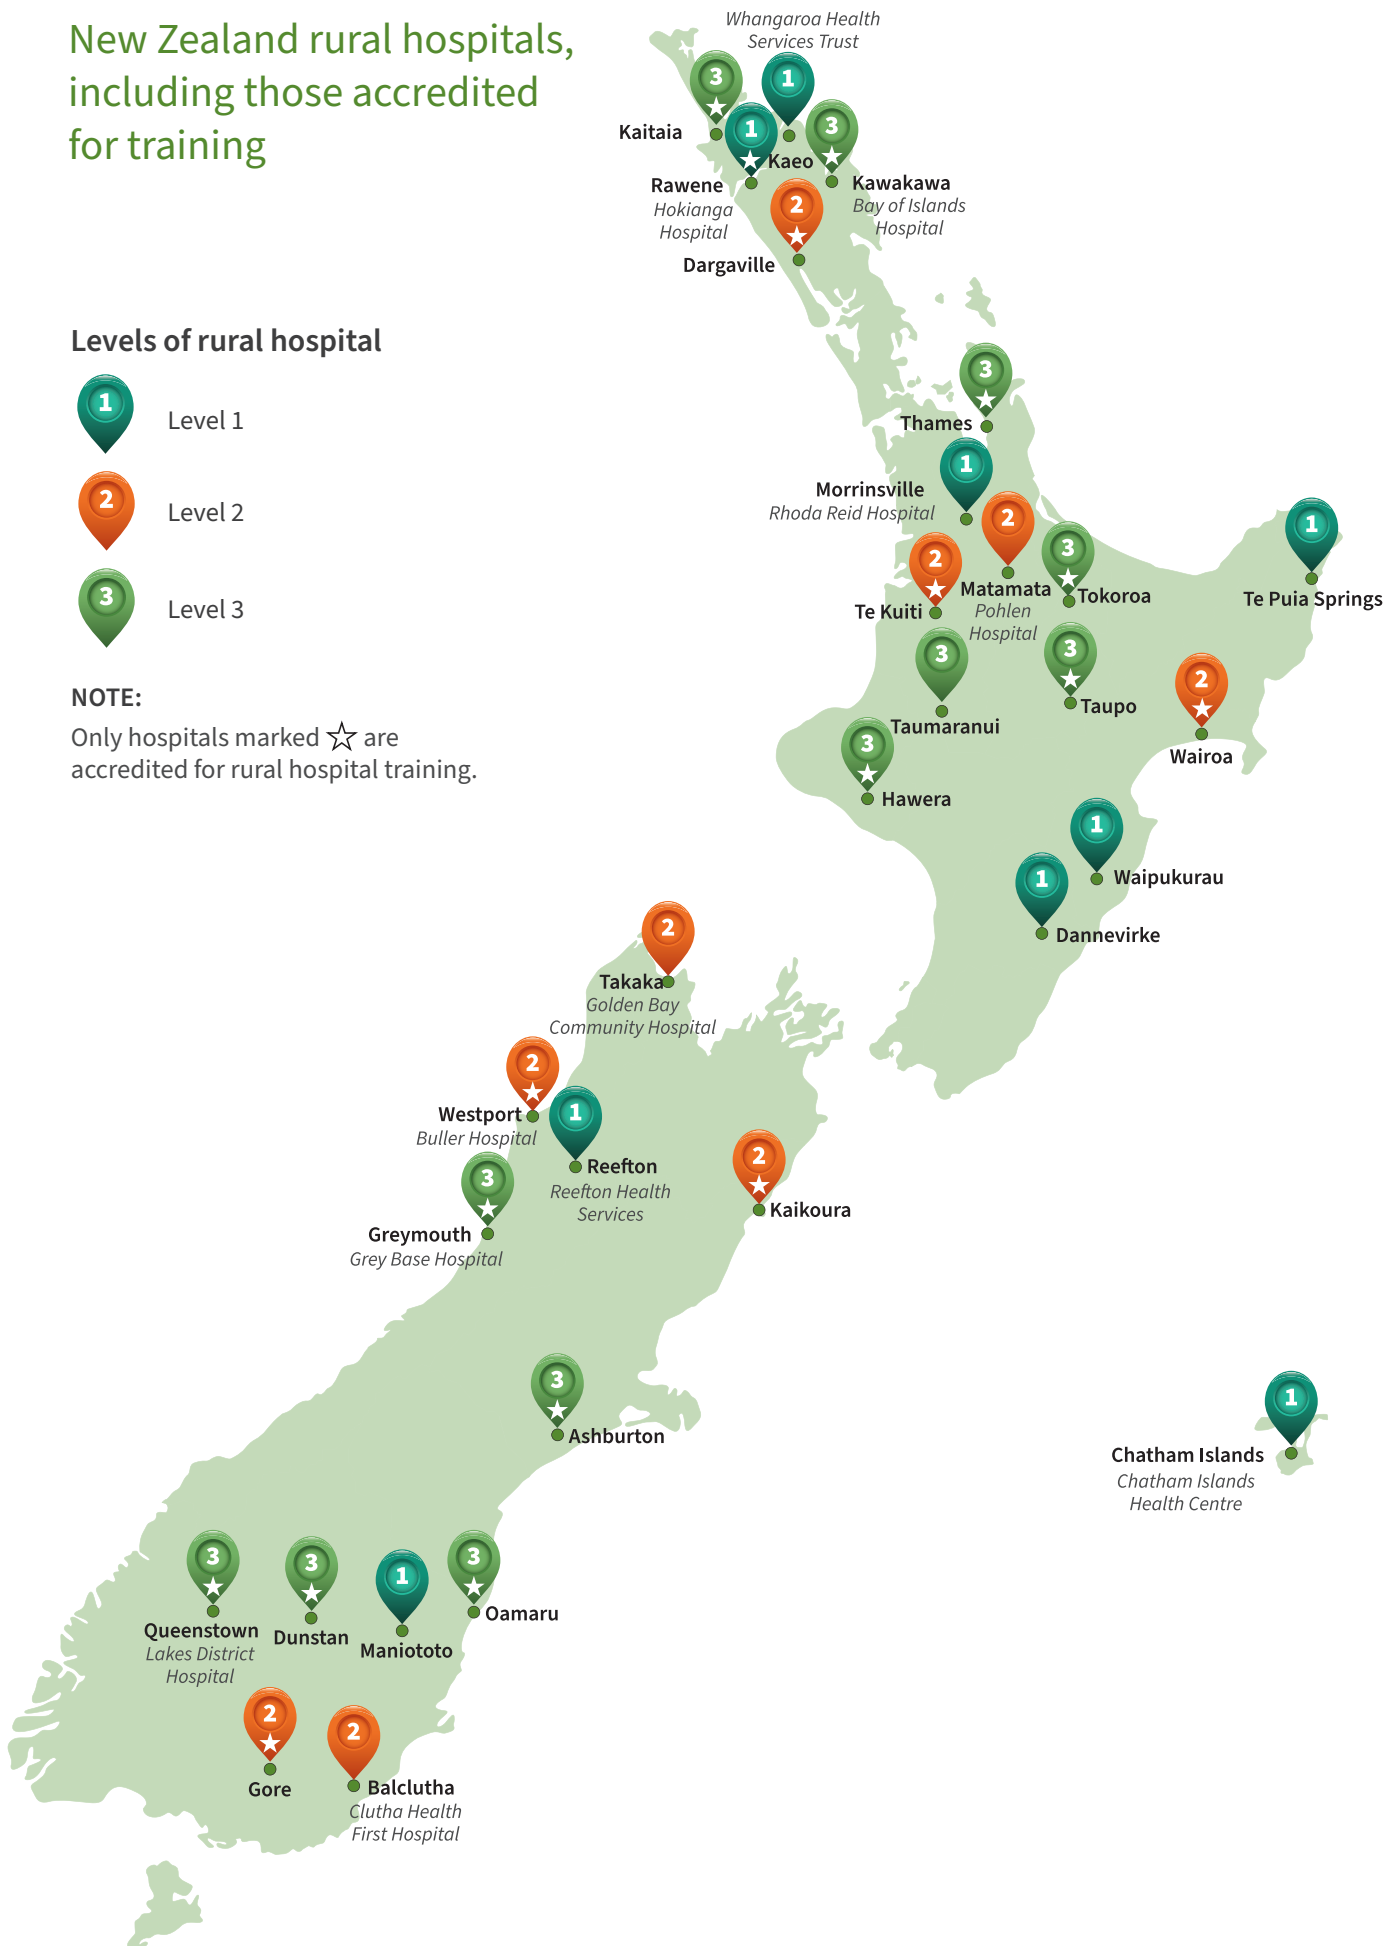 New Zealand rural hospitals,
including those accredited
for training
Levels of rural hospital
1
Level 1
2
Level 2
3
Level 3
NOTE:
Only hospitals marked ☆ are
accredited for rural hospital training.
Whangaroa Health
Services Trust
3
1
Kaitaia
1
3
Kaeo
Rawene
Hokianga
Hospital
Kawakawa
Bay of Islands
Hospital
2
Dargaville
3
Thames
1
Morrinsville
Rhoda Reid Hospital
2
Matamata
Pohlen
Hospital
3
Tokoroa
1
Te Puia Springs
2
Te Kuiti
3
Taumaranui
3
Taupo
2
Wairoa
3
Hawera
1
Waipukurau
1
Dannevirke
2
Takaka
Golden Bay
Community Hospital
2
Westport
Buller Hospital
1
Reefton
Reefton Health
Services
3
Greymouth
Grey Base Hospital
2
Kaikoura
3
Ashburton
1
Chatham Islands
Chatham Islands
Health Centre
3
Queenstown
Lakes District
Hospital
3
Dunstan
1
Maniototo
3
Oamaru
2
Gore
2
Balclutha
Clutha Health
First Hospital